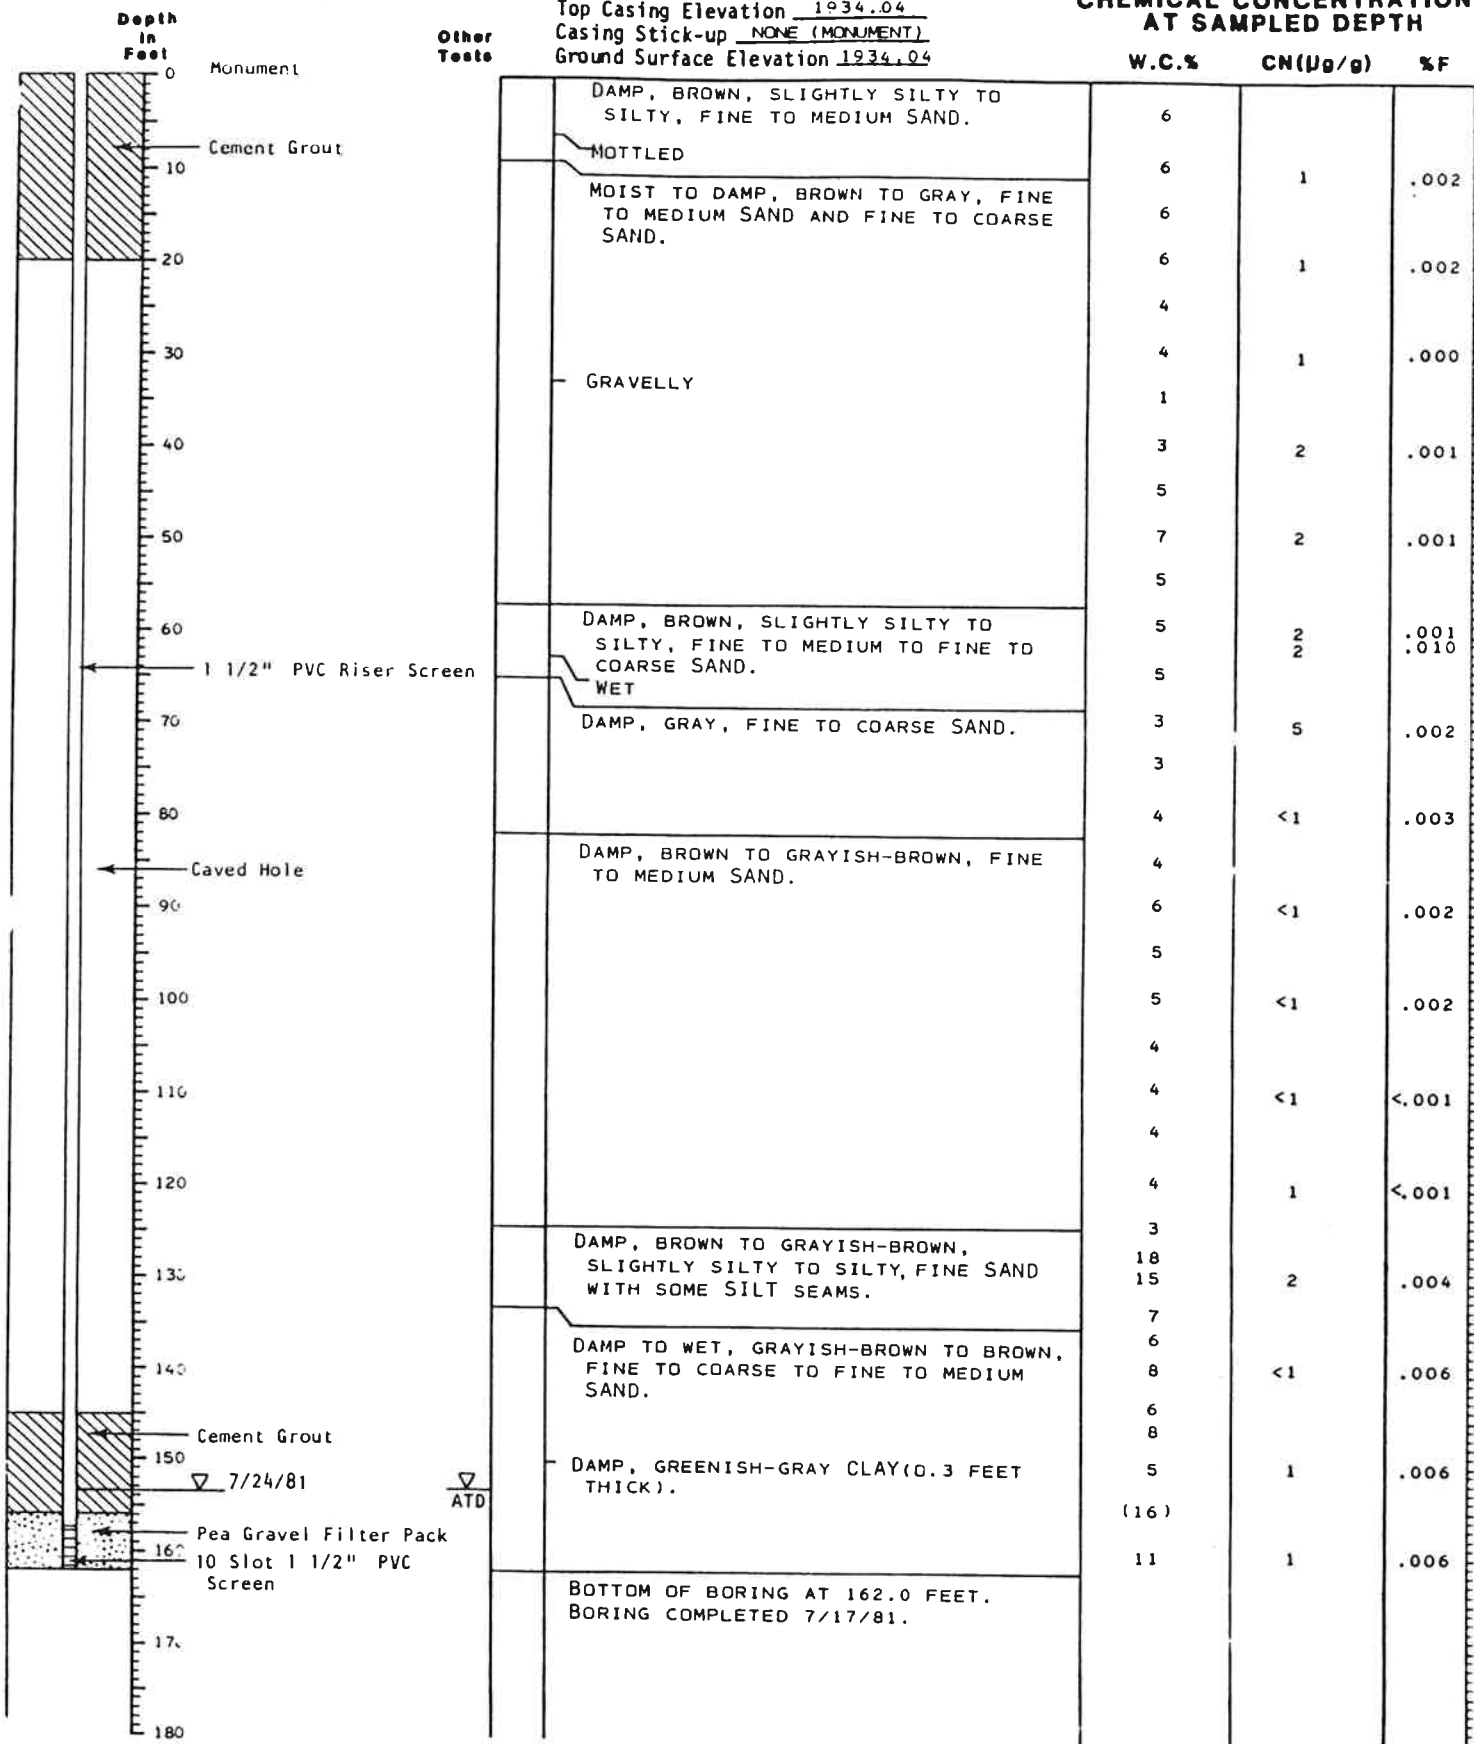 Top Casing Elevation 1934.04
Casing Stick-up NONE (MONUMENT)
Ground Surface Elevation 1934.04
CHEMICAL CONCENTRATION
AT SAMPLED DEPTH
Depth
in
Feet
Other
Tests
W.C.% CN(μg/g) %F
0 Monument
DAMP, BROWN, SLIGHTLY SILTY TO
SILTY, FINE TO MEDIUM SAND.
6
Cement Grout
MOTTLED
10
6 1 .002
MOIST TO DAMP, BROWN TO GRAY, FINE
TO MEDIUM SAND AND FINE TO COARSE
SAND.
6
20
6 1 .002
4
30
4 1 .000
GRAVELLY
1
40
3 2 .001
5
50
7 2 .001
5
DAMP, BROWN, SLIGHTLY SILTY TO
SILTY, FINE TO MEDIUM TO FINE TO
COARSE SAND.
60
5 2 .001
2 .010
1 1/2" PVC Riser Screen
WET
5
70
DAMP, GRAY, FINE TO COARSE SAND.
3 5 .002
3
80
4 <1 .003
DAMP, BROWN TO GRAYISH-BROWN, FINE
TO MEDIUM SAND.
Caved Hole
4
90
6 <1 .002
5
100
5 <1 .002
4
110
4 <1 <.001
4
120
4 1 <.001
3
DAMP, BROWN TO GRAYISH-BROWN,
SLIGHTLY SILTY TO SILTY, FINE SAND
WITH SOME SILT SEAMS.
18
130
15 2 .004
7
6
DAMP TO WET, GRAYISH-BROWN TO BROWN,
FINE TO COARSE TO FINE TO MEDIUM
SAND.
140
8 <1 .006
6
Cement Grout
8
150
DAMP, GREENISH-GRAY CLAY(0.3 FEET
THICK).
5 1 .006
7/24/81
ATD
(16)
Pea Gravel Filter Pack
160
10 Slot 1 1/2" PVC
Screen
11 1 .006
BOTTOM OF BORING AT 162.0 FEET.
BORING COMPLETED 7/17/81.
170
180